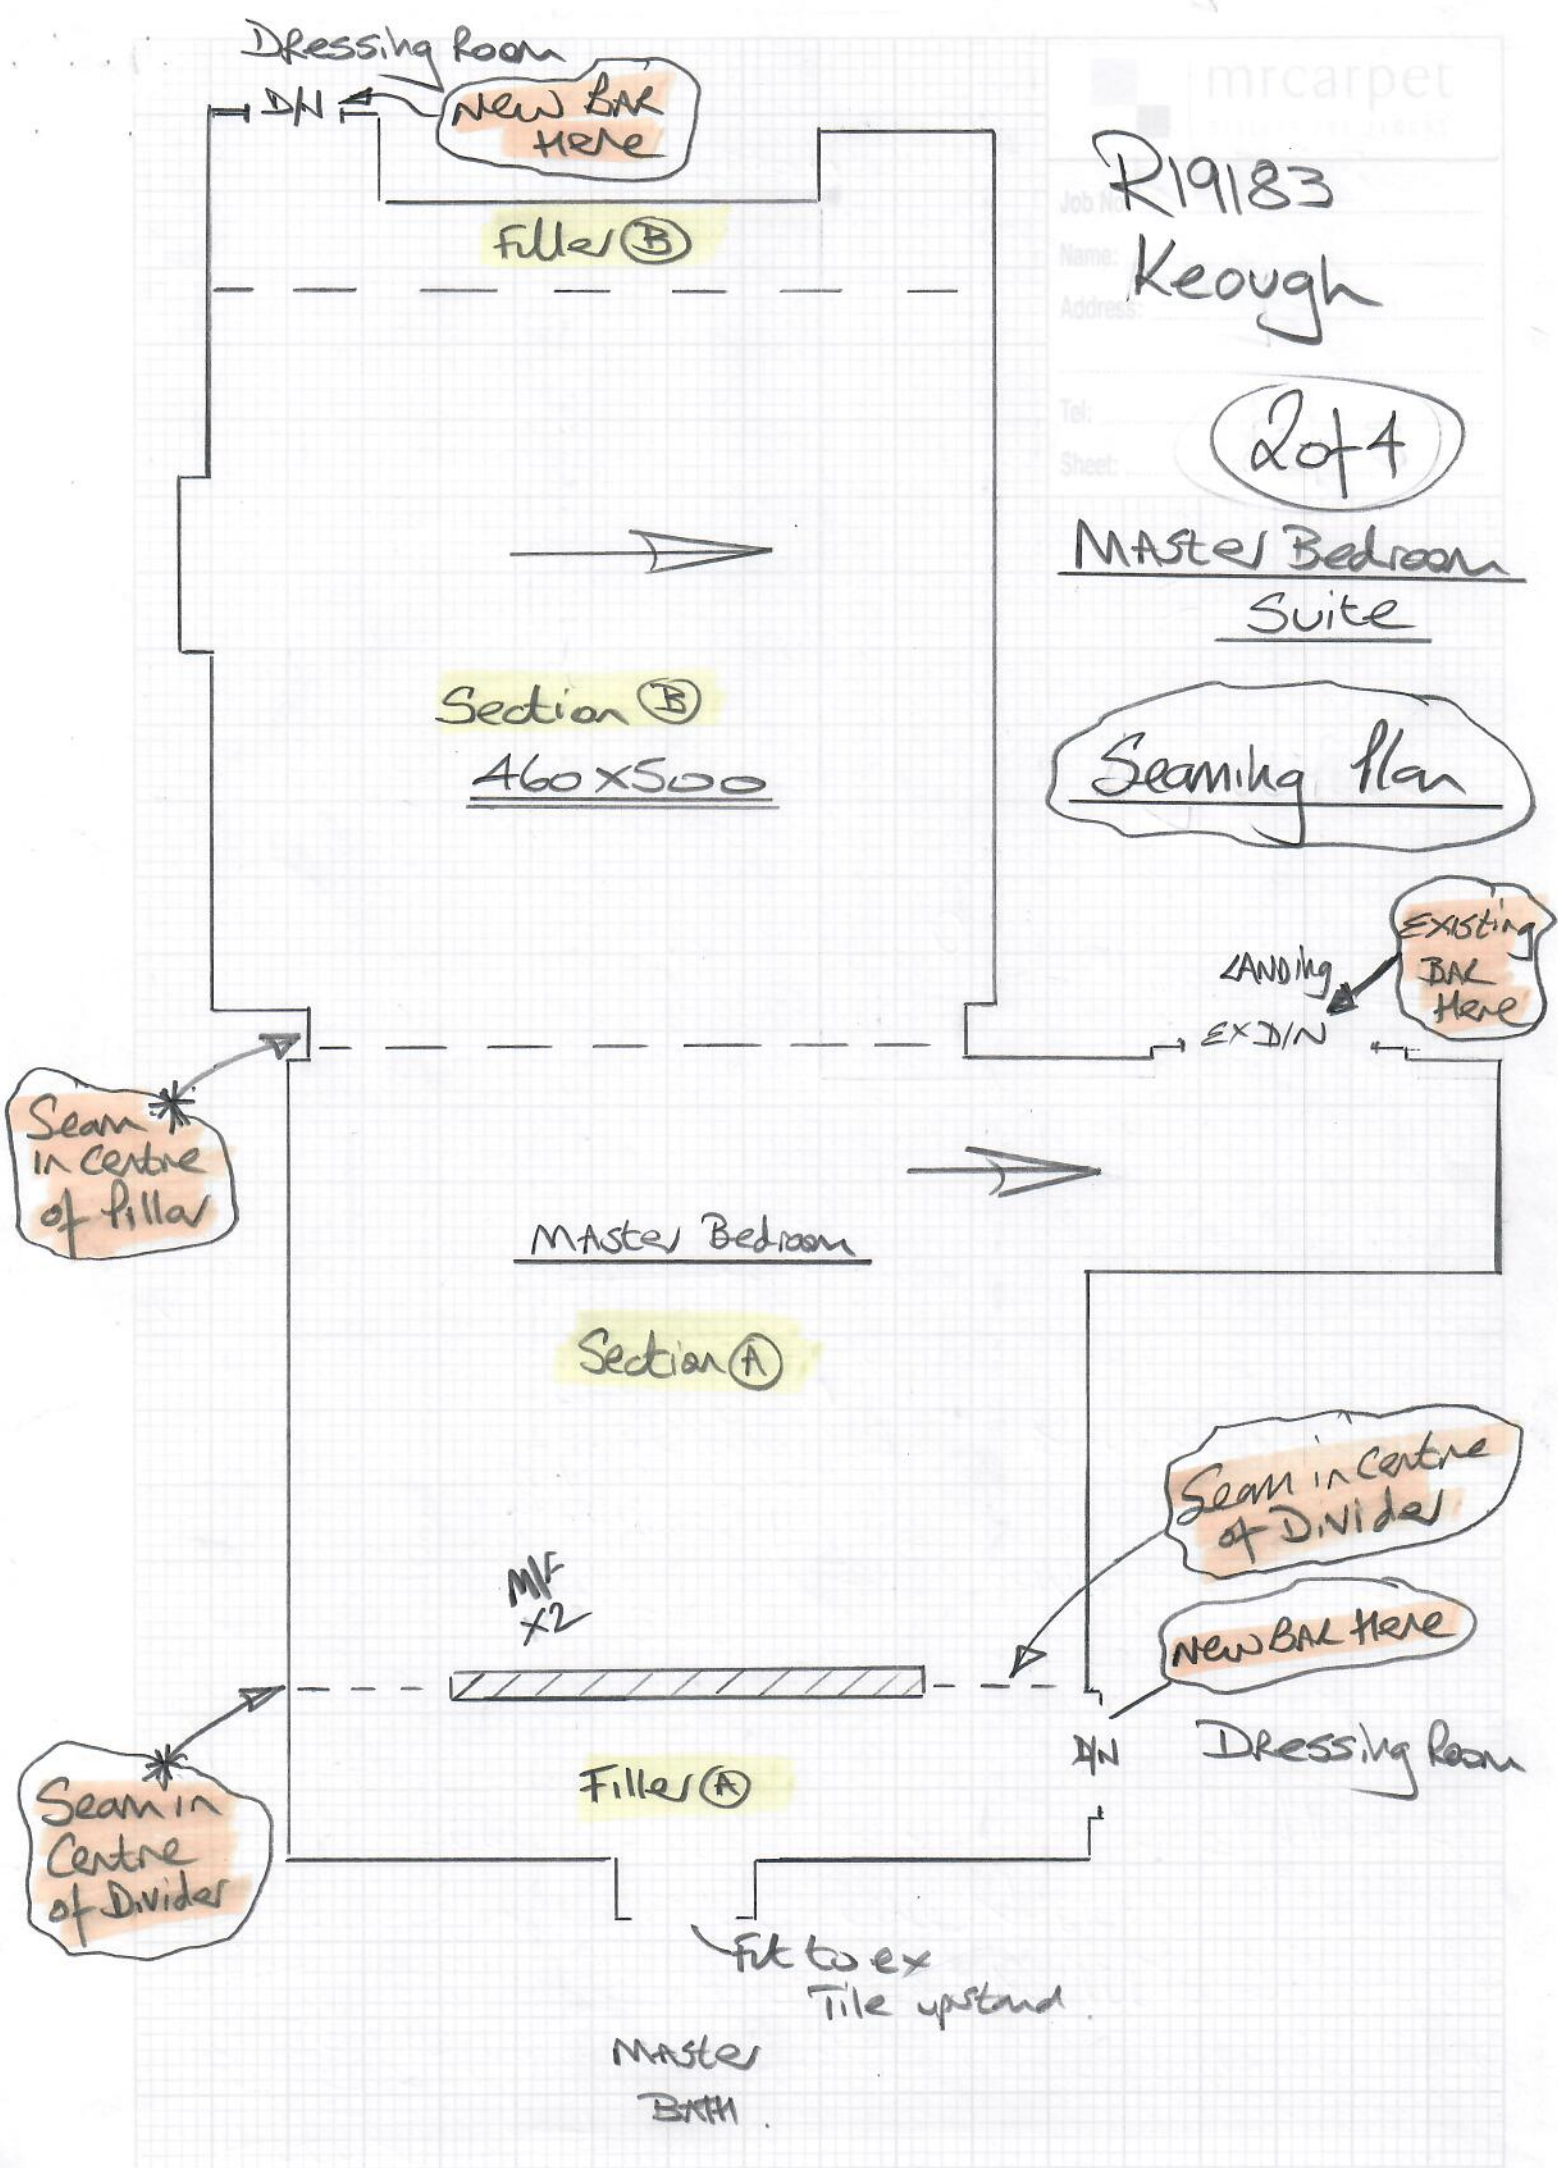 Dressing Room
D/N
New Bar
Here
mrcarpet
Job No
R19183
Name:
Keough
Address:
Filler B
Tel:
2 of 4
Sheet:
Master Bedroom
Suite
Section B
460 x 500
Seaming Plan
Existing
Bar
Here
Landing
Ex D/N
Seam
in Centre
of Pillar
Master Bedroom
Section A
Seam in Centre
of Divider
M/F
x2
New Bar Here
D/N
Dressing Room
Filler A
Seam in
Centre
of Divider
Fit to ex
Tile upstand.
Master
Bath.